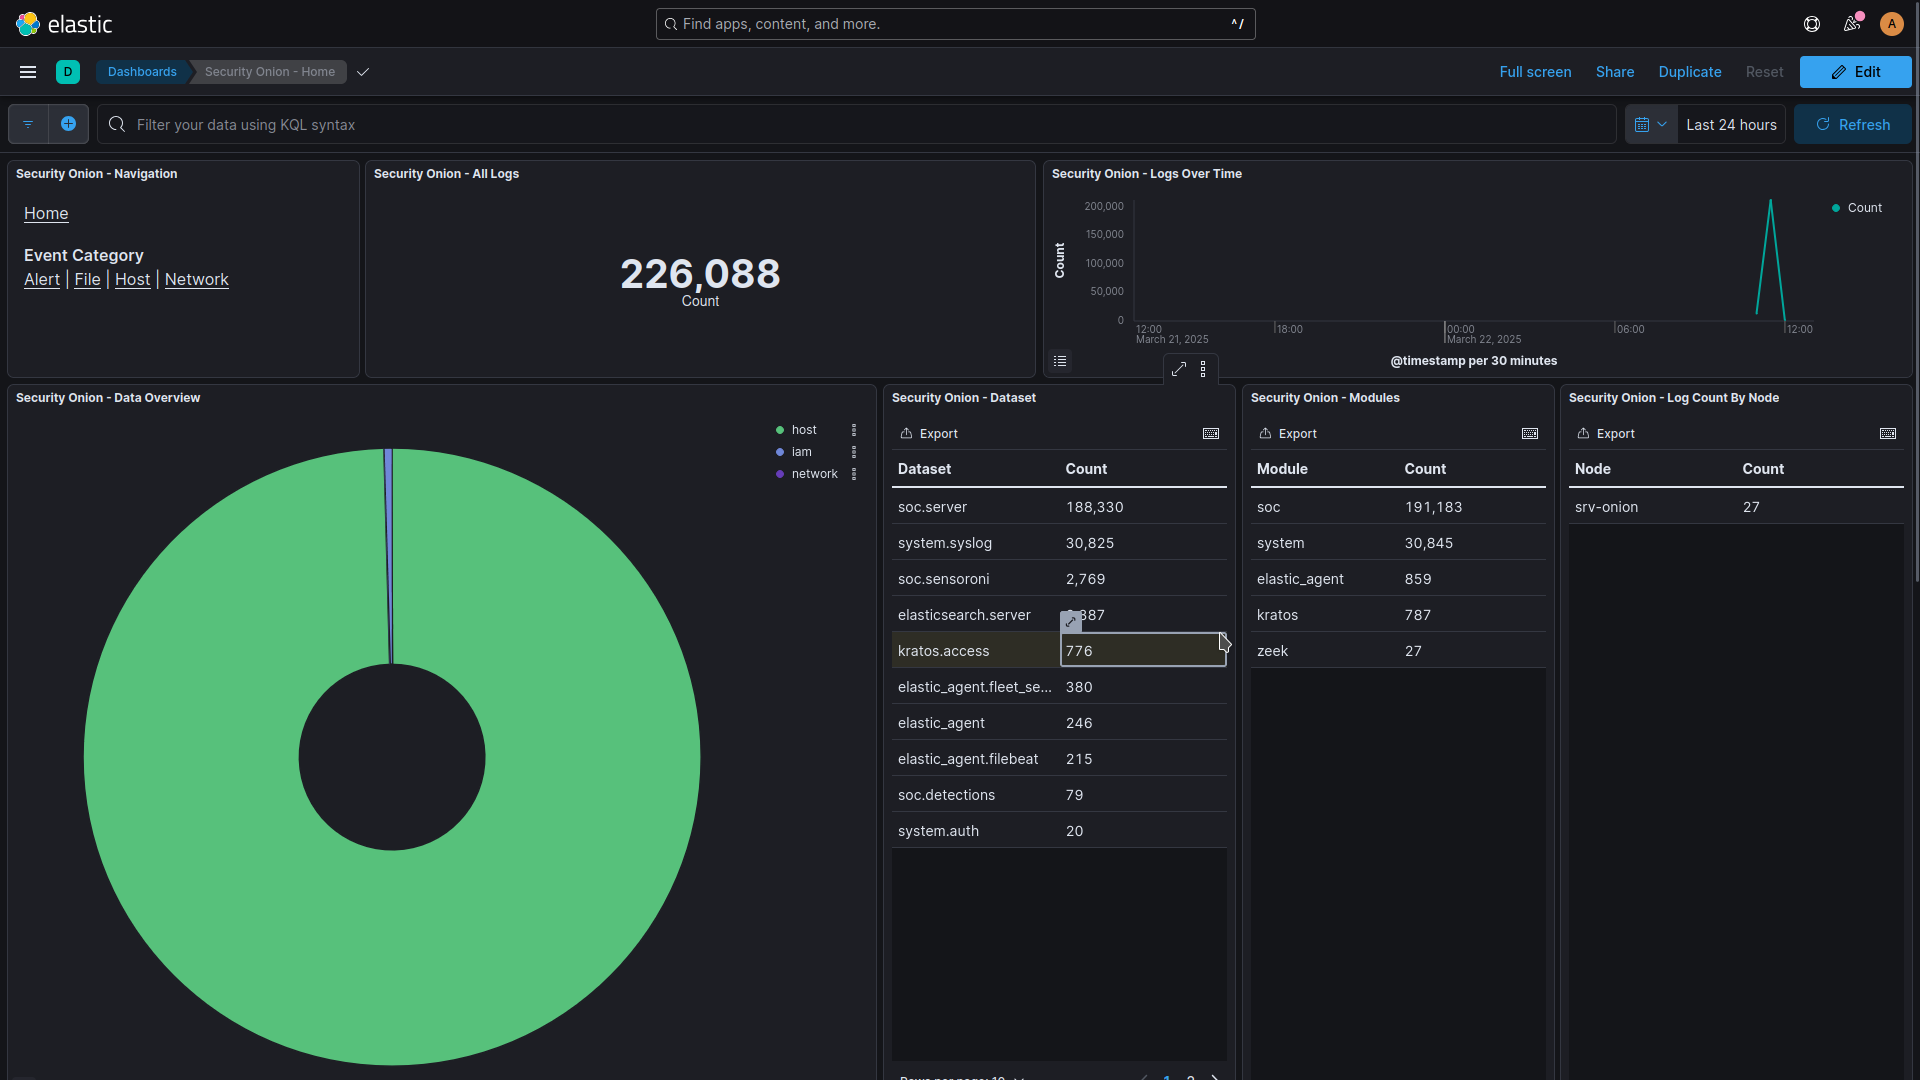 elastic
Find apps, content, and more.
^/
A
D
Dashboards
Security Onion - Home
Full screen
Share
Duplicate
Reset
Edit
Filter your data using KQL syntax
Last 24 hours
Refresh
Security Onion - Navigation
Home
Event Category
Alert | File | Host | Network
Security Onion - All Logs
226,088
Count
Security Onion - Logs Over Time
Count
200,000
150,000
100,000
50,000
0
12:00
March 21, 2025
18:00
00:00
March 22, 2025
06:00
12:00
@timestamp per 30 minutes
Count
Security Onion - Data Overview
host
iam
network
Security Onion - Dataset
Export
Dataset Count
soc.server 188,330
system.syslog 30,825
soc.sensoroni 2,769
elasticsearch.server
kratos.access 776
elastic_agent.fleet_se... 380
elastic_agent 246
elastic_agent.filebeat 215
soc.detections 79
system.auth 20
Rows per page: 10
1 2
Security Onion - Modules
Export
Module Count
soc 191,183
system 30,845
elastic_agent 859
kratos 787
zeek 27
Security Onion - Log Count By Node
Export
Node Count
srv-onion 27